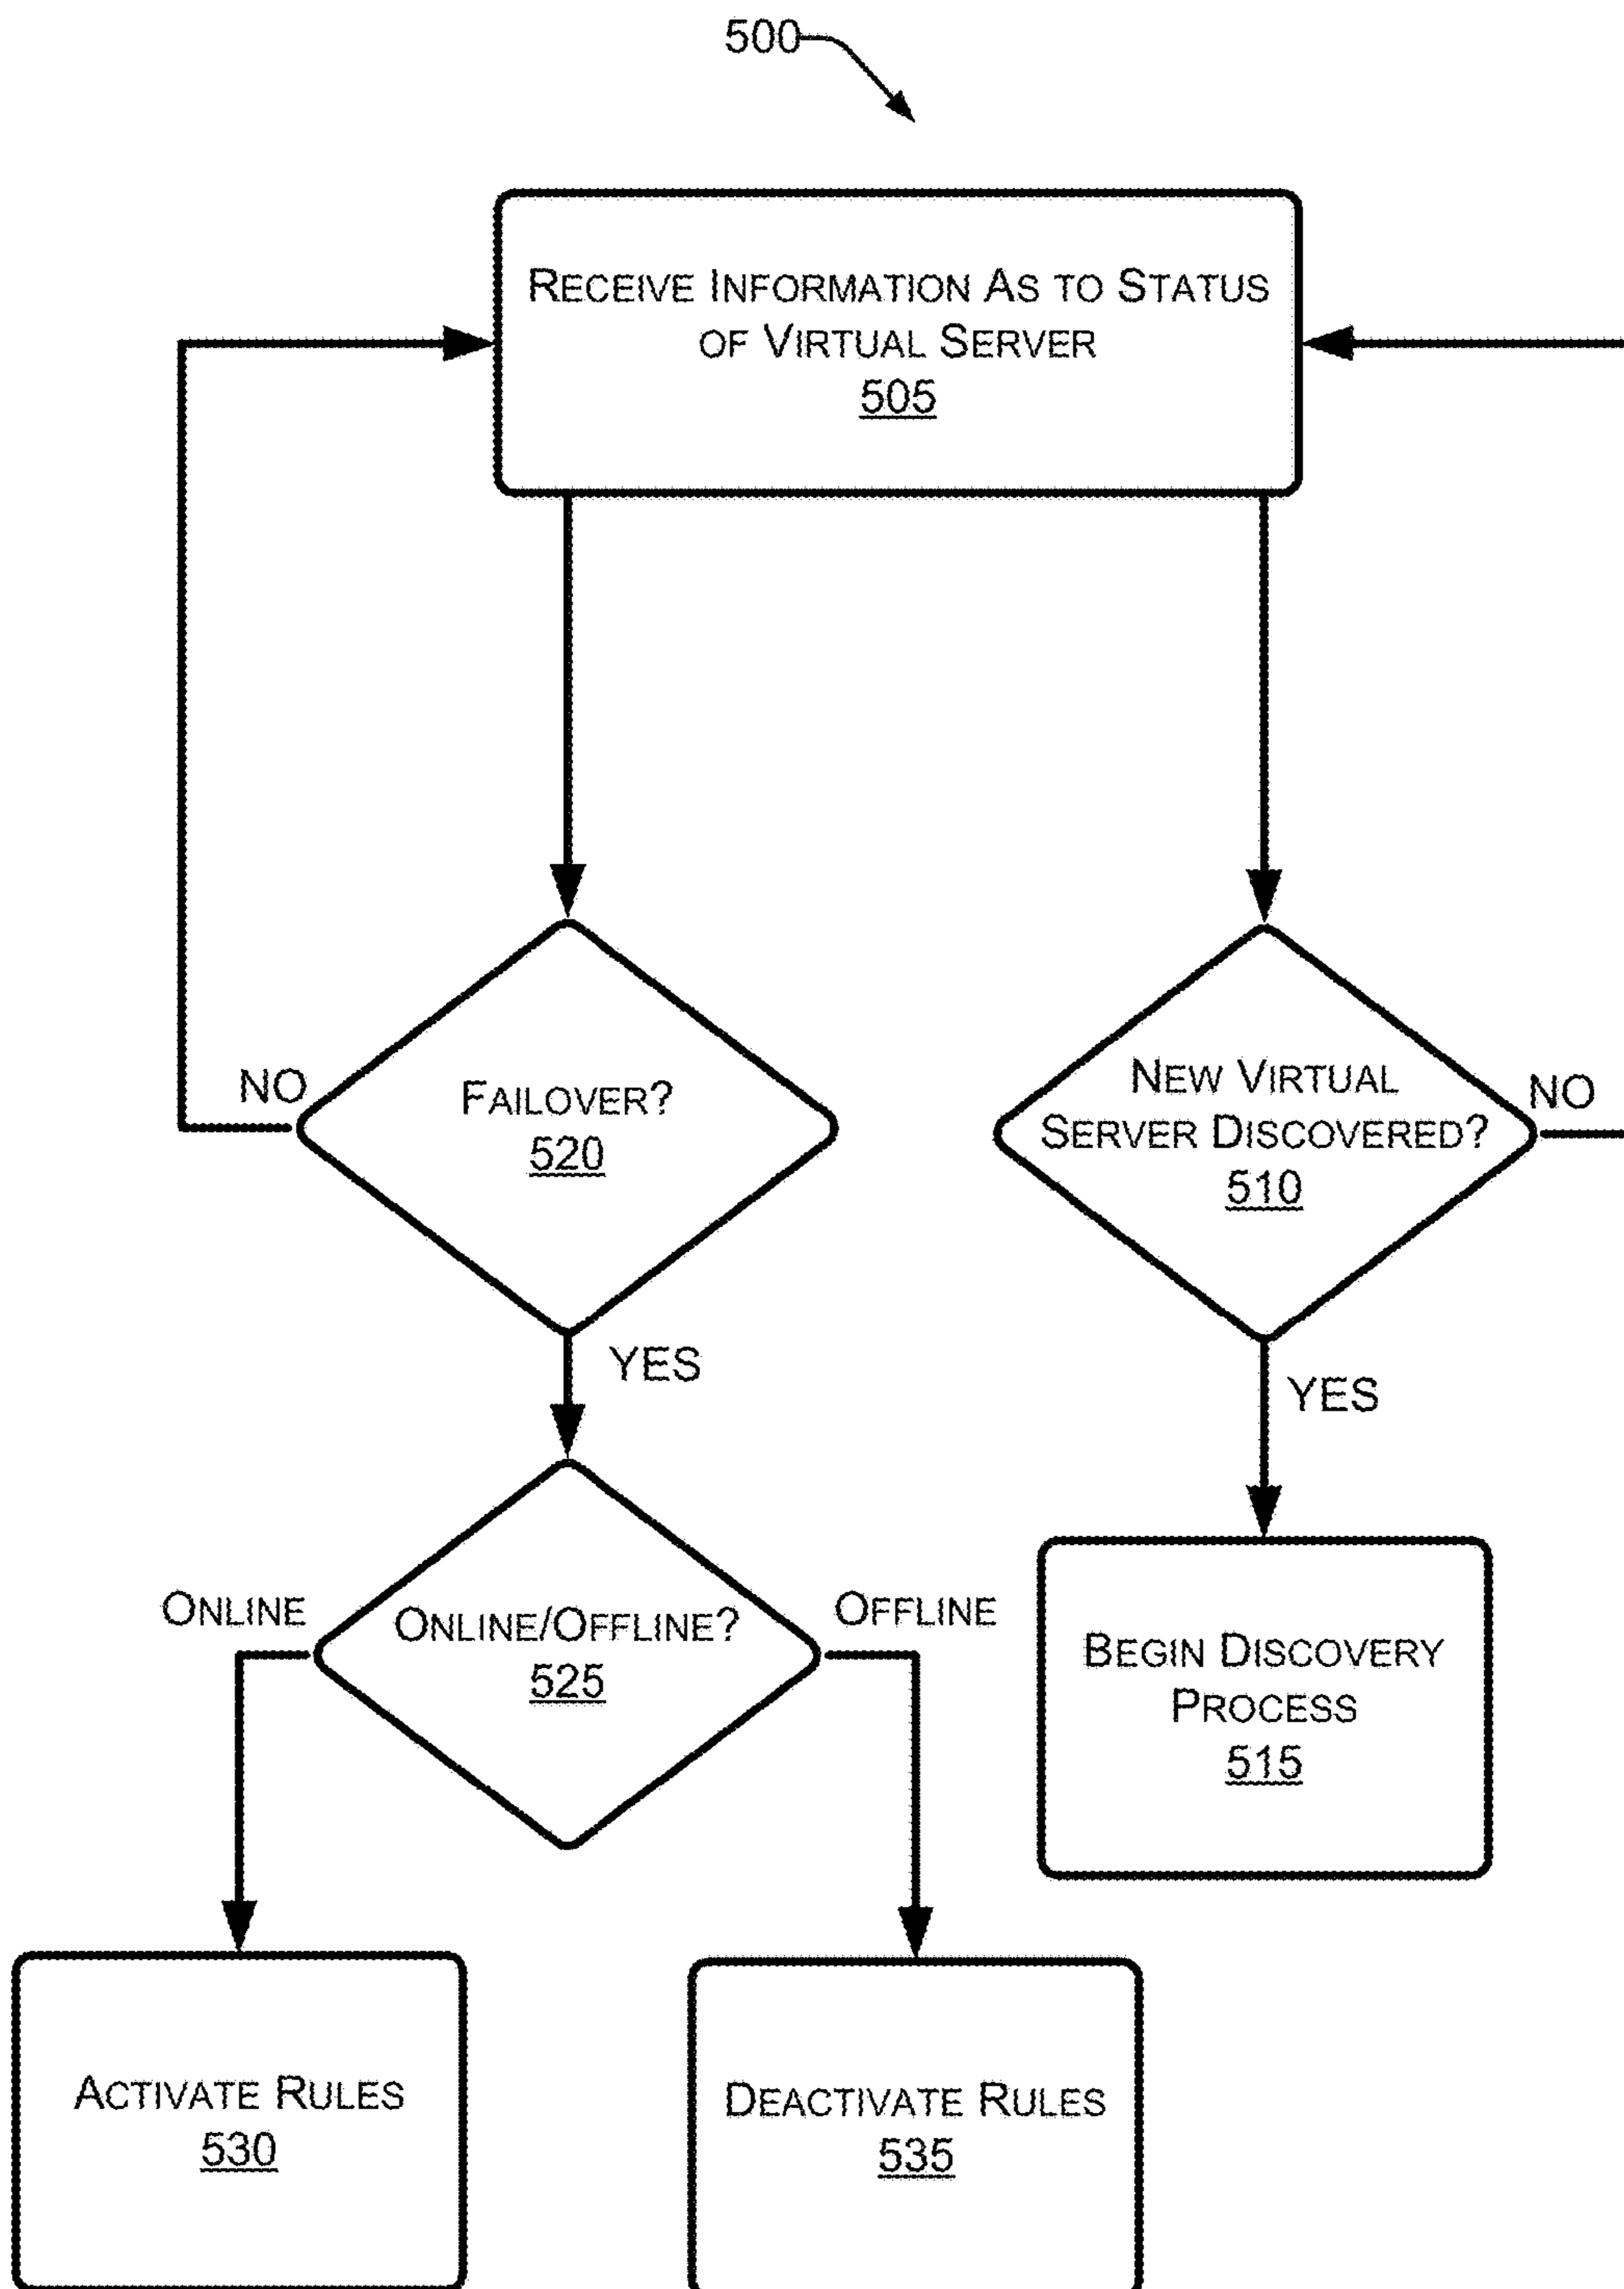 500
RECEIVE INFORMATION AS TO STATUS
OF VIRTUAL SERVER
505
NO
FAILOVER?
520
NEW VIRTUAL
SERVER DISCOVERED?
510
NO
YES
YES
ONLINE
ONLINE/OFFLINE?
525
OFFLINE
BEGIN DISCOVERY
PROCESS
515
ACTIVATE RULES
530
DEACTIVATE RULES
535